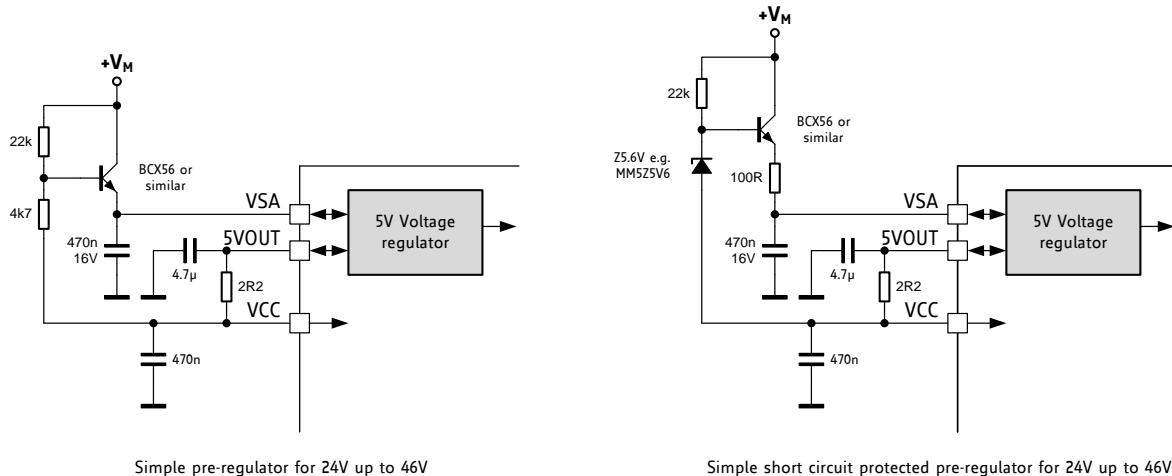 +VM
22k
BCX56 or
similar
4k7
VSA
470n
16V
5VOUT
4.7µ
2R2
VCC
470n
5V Voltage
regulator
Simple pre-regulator for 24V up to 46V
+VM
22k
BCX56 or
similar
Z5.6V e.g.
MM5Z5V6
100R
VSA
470n
16V
5VOUT
4.7µ
2R2
VCC
470n
5V Voltage
regulator
Simple short circuit protected pre-regulator for 24V up to 46V